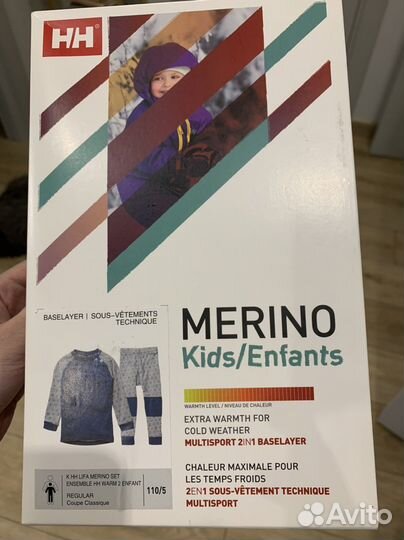 HH
BASELAYER | SOUS-VÊTEMENTS
TECHNIQUE
MERINO
Kids/Enfants
WARMTH LEVEL / NIVEAU DE CHALEUR
EXTRA WARMTH FOR
COLD WEATHER
MULTISPORT 2IN1 BASELAYER
CHALEUR MAXIMALE POUR
LES TEMPS FROIDS
2EN1 SOUS-VÊTEMENT TECHNIQUE
MULTISPORT
K HH LIFA MERINO SET
ENSEMBLE HH WARM 2 ENFANT
REGULAR
Coupe Classique
110/5
Avito